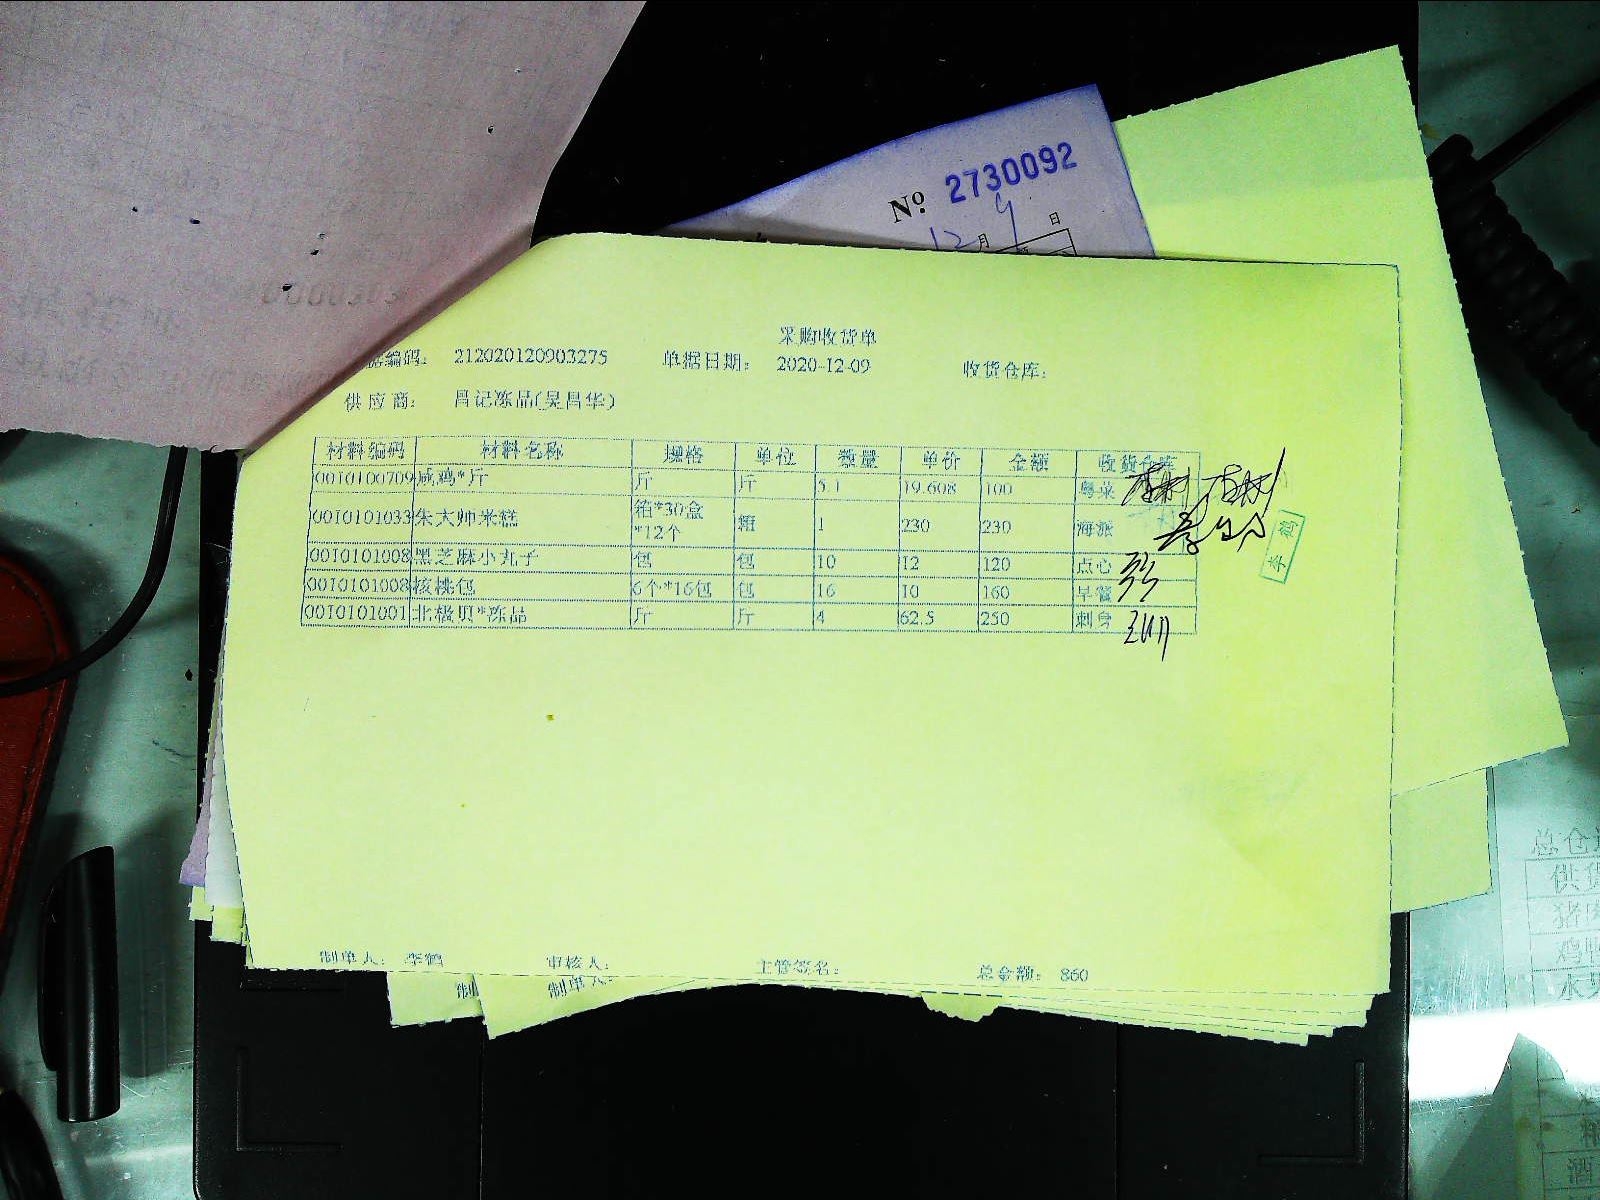 № 2730092
12月9日
采购收货单
据编码： 212020120903275 单据日期： 2020-12-09 收货仓库：
供应商： 昌记冻品(吴昌华)
材料编码 材料名称 规格 单位 数量 单价 金额 收货仓库
0010100709 咸鸡*斤 斤 斤 5.1 19.608 100 粤菜
0010101033 朱大帅米糕 箱*30盒*12个 箱 1 230 230 海派
0010101008 黑芝麻小丸子 包 包 10 12 120 点心
0010101008 核桃包 6个*16包 包 16 10 160 早餐
0010101001 北极贝*冻品 斤 斤 4 62.5 250 刺身
李鹤
制单人： 李鹤 审核人： 主管签名： 总金额： 860
制单人：
总仓
供货
猪肉